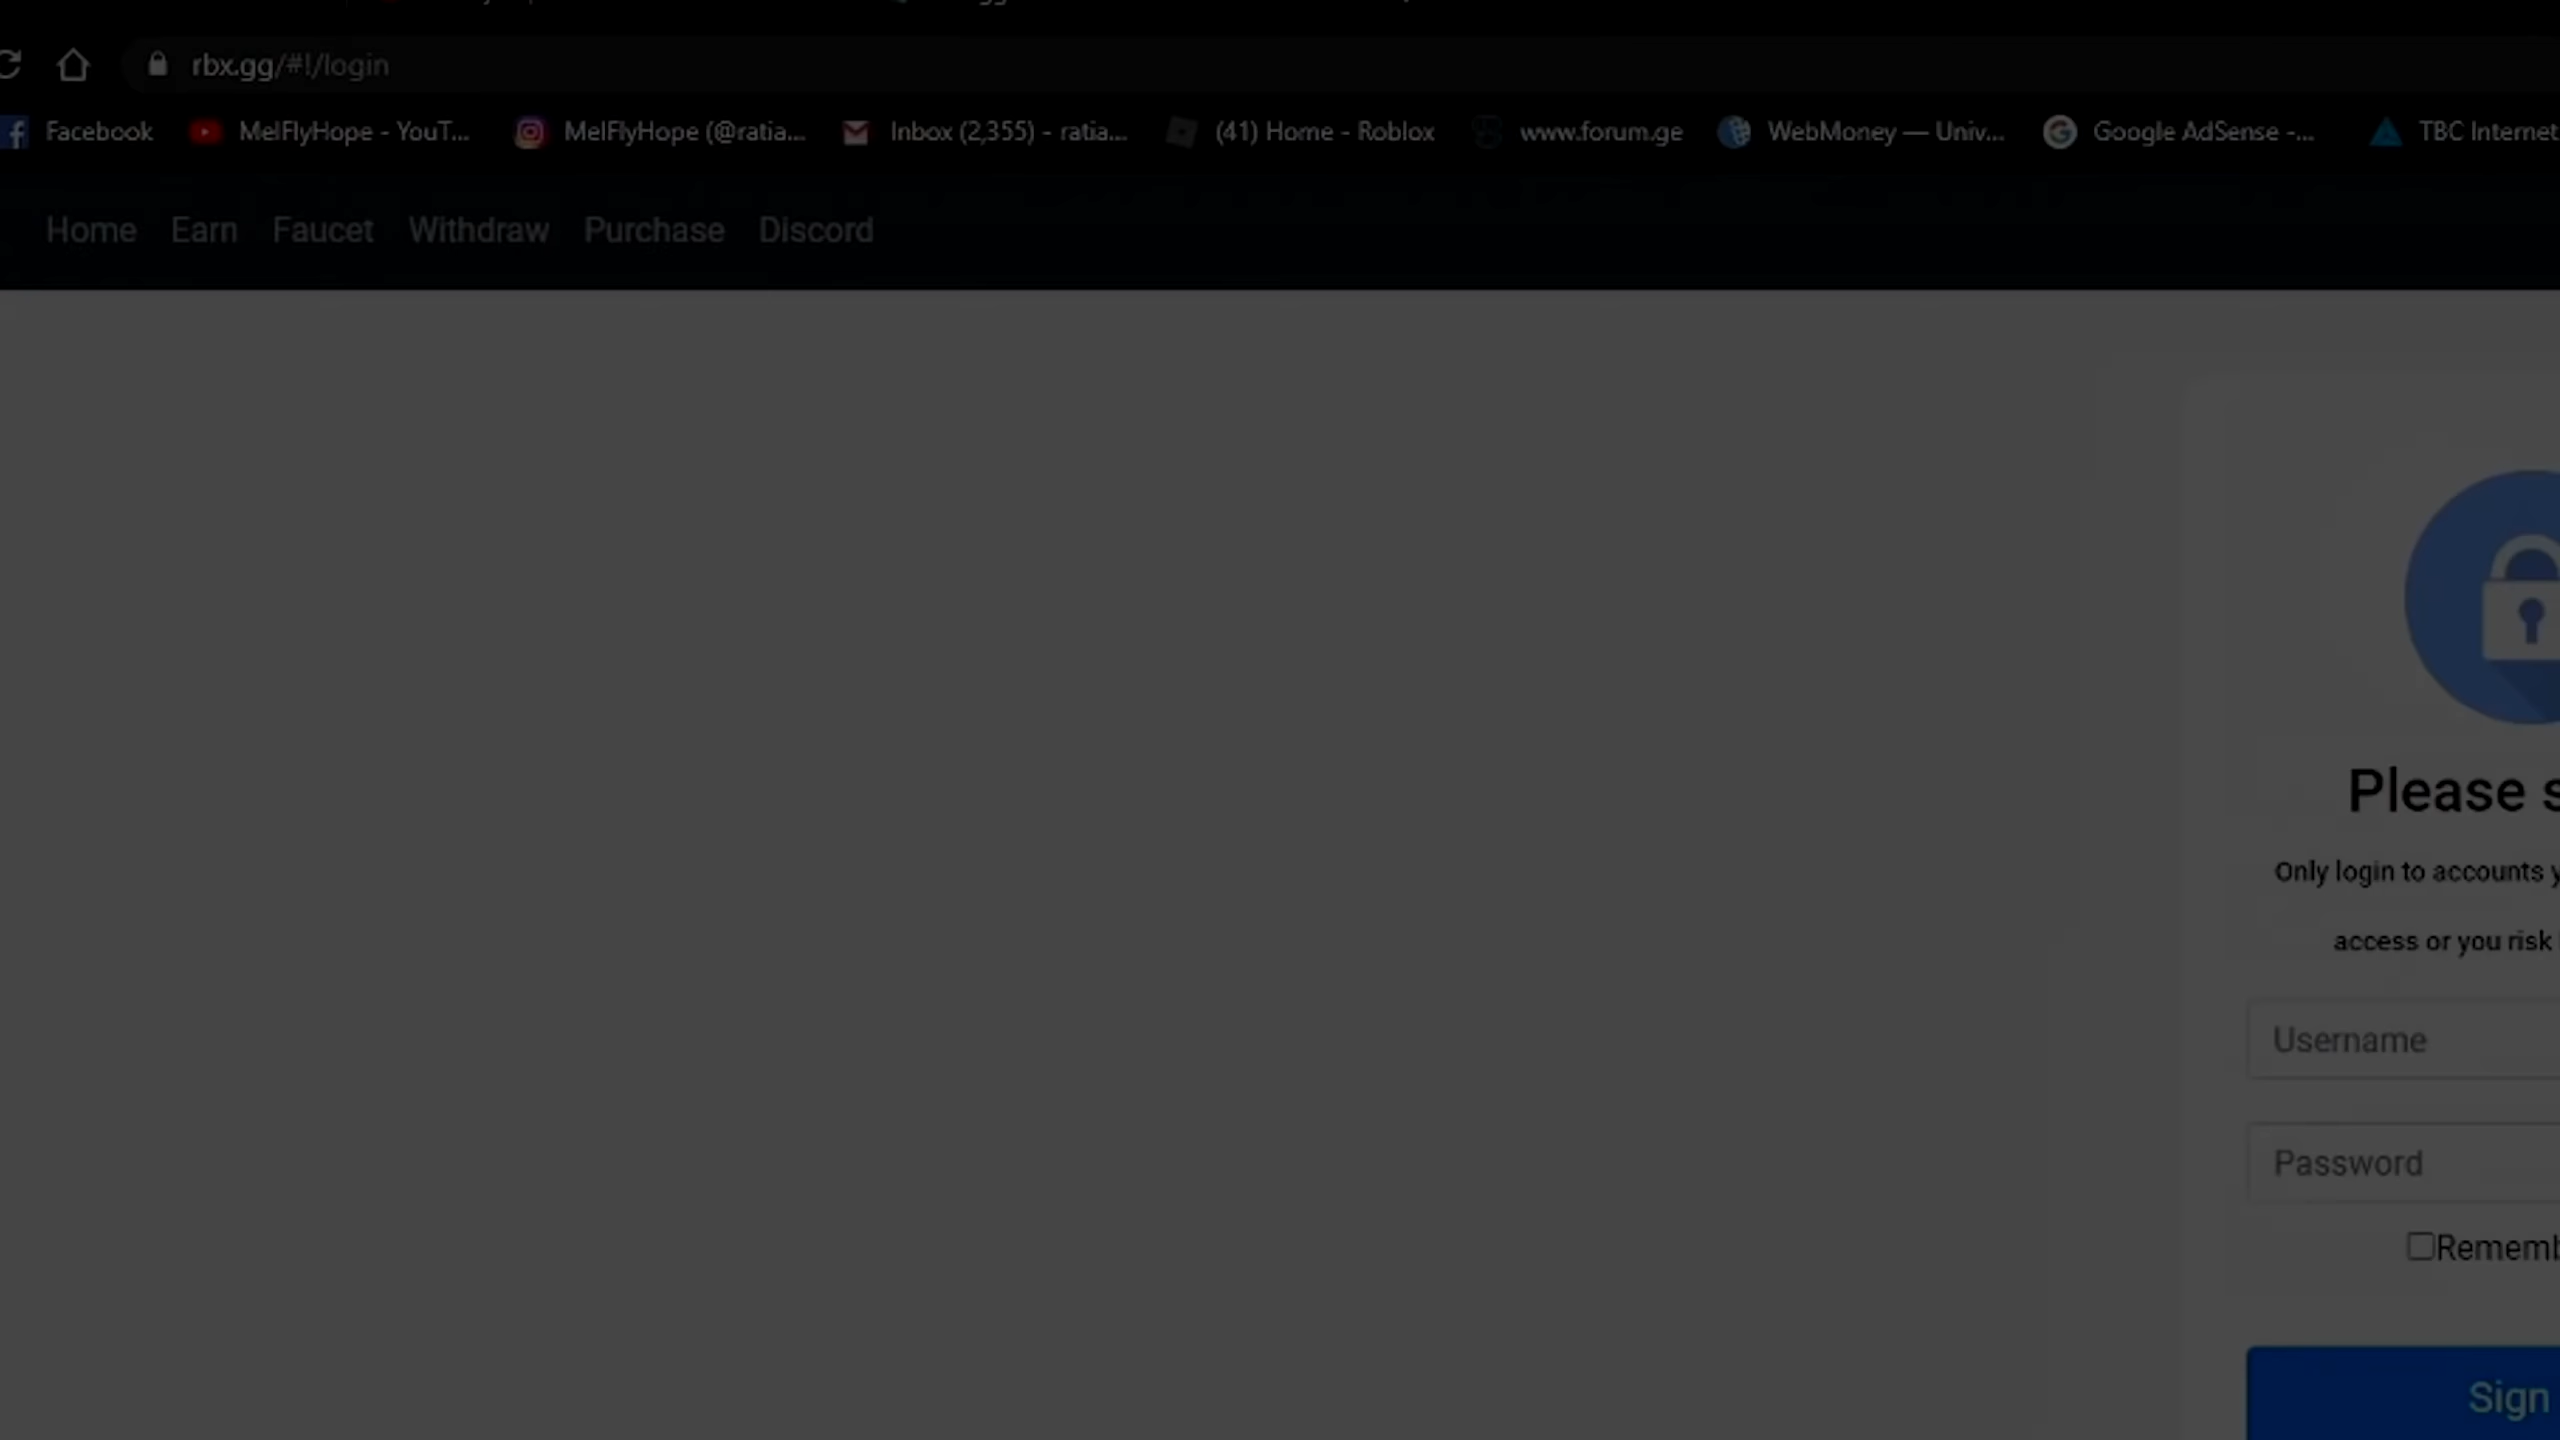 rbx.gg/#!/login
Facebook MelFlyHope - YouT... MelFlyHope (@ratia... Inbox (2,355) - ratia... (41) Home - Roblox www.forum.ge WebMoney — Univ... Google AdSense -... TBC Internet
Home Earn Faucet Withdraw Purchase Discord
Please s
Only login to accounts y
access or you risk
Username
Password
Rememb
Sign